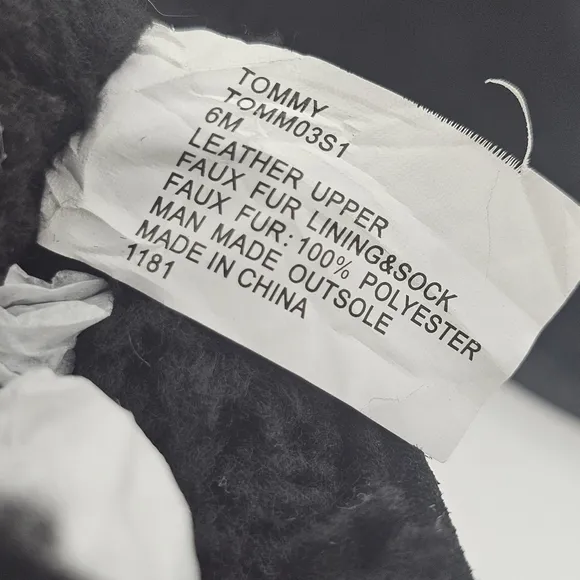 TOMMY
TOMM03S1
6M
LEATHER UPPER
FAUX FUR LINING&SOCK
FAUX FUR: 100% POLYESTER
MAN MADE OUTSOLE
MADE IN CHINA
1181